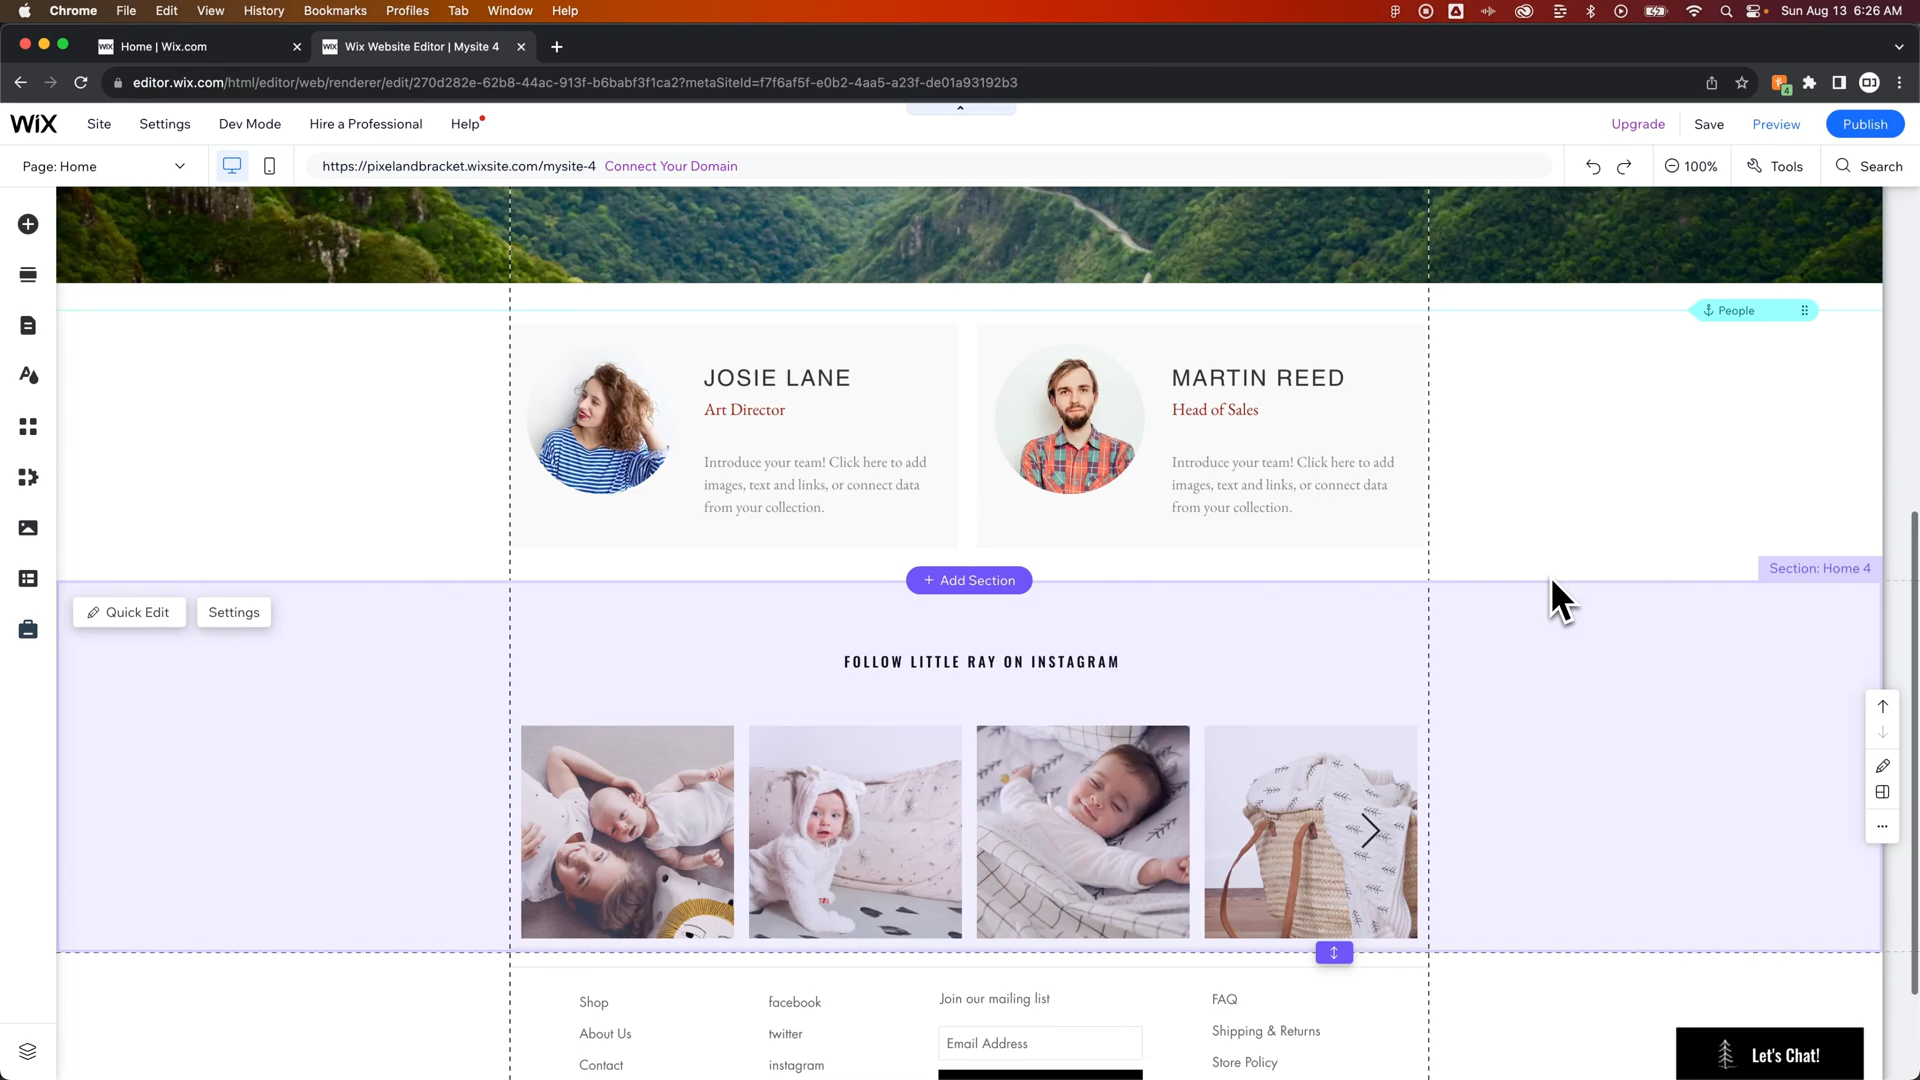 Chrome File Edit View History Bookmarks Profiles Tab Window Help
4 Sun Aug 13 6:26 AM
WiX Home | Wix.com
WiX Wix Website Editor | Mysite 4
editor.wix.com/html/editor/web/renderer/edit/270d282e-62b8-44ac-913f-b6babf3f1ca2?metaSiteId=f7f6af5f-e0b2-4aa5-a23f-de01a93192b3
WiX Site Settings Dev Mode Hire a Professional Help
Upgrade Save Preview Publish
Page: Home
https://pixelandbracket.wixsite.com/mysite-4 Connect Your Domain
100% Tools Search
People
JOSIE LANE
Art Director
Introduce your team! Click here to add
images, text and links, or connect data
from your collection.
MARTIN REED
Head of Sales
Introduce your team! Click here to add
images, text and links, or connect data
from your collection.
Section: Home 4
+ Add Section
Quick Edit Settings
FOLLOW LITTLE RAY ON INSTAGRAM
Shop
About Us
Contact
facebook
twitter
instagram
Join our mailing list
Email Address
FAQ
Shipping & Returns
Store Policy
Let's Chat!